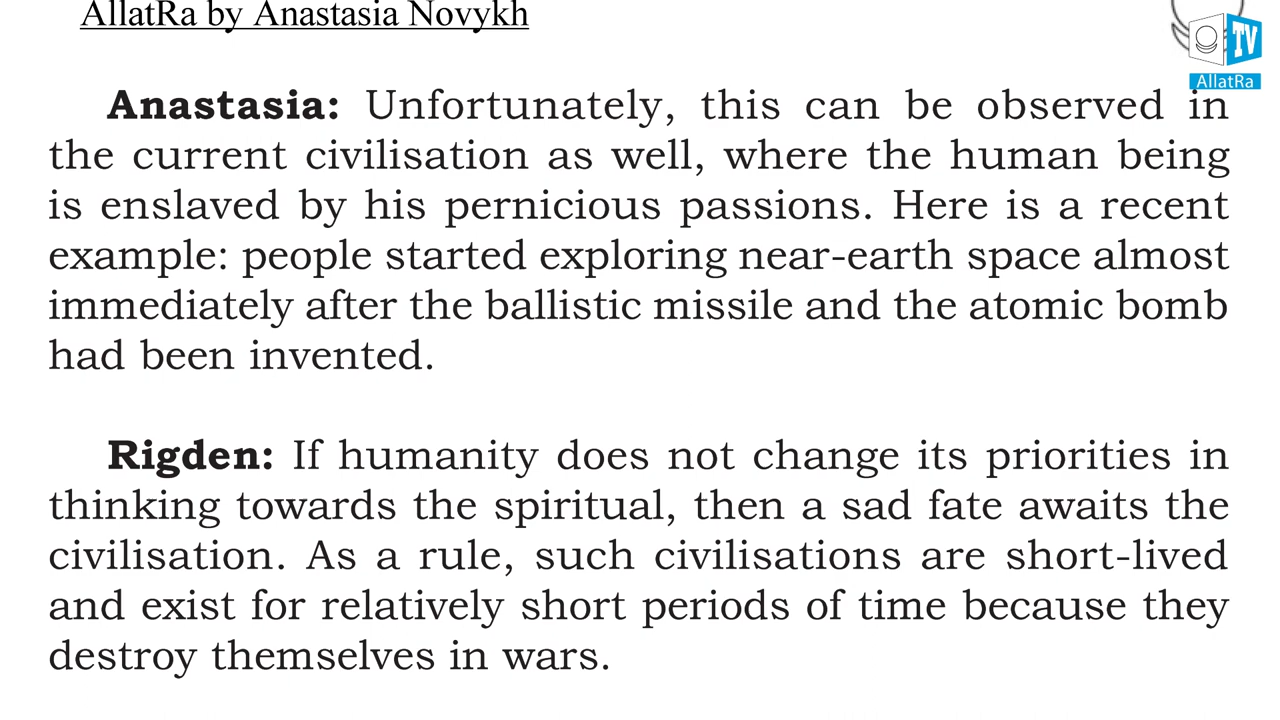 AllatRa by Anastasia Novykh
TV
AllatRa
Anastasia: Unfortunately, this can be observed in
the current civilisation as well, where the human being
is enslaved by his pernicious passions. Here is a recent
example: people started exploring near-earth space almost
immediately after the ballistic missile and the atomic bomb
had been invented.
Rigden: If humanity does not change its priorities in
thinking towards the spiritual, then a sad fate awaits the
civilisation. As a rule, such civilisations are short-lived
and exist for relatively short periods of time because they
destroy themselves in wars.